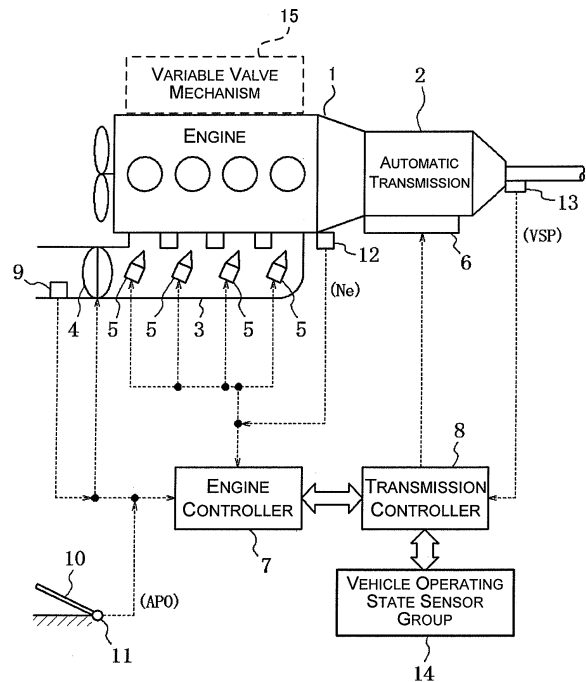 15
VARIABLE VALVE
MECHANISM
1
2
ENGINE
AUTOMATIC
TRANSMISSION
13
(VSP)
12
6
9
(Ne)
4
5
5
3
5
5
8
ENGINE
CONTROLLER
TRANSMISSION
CONTROLLER
7
10
(APO)
11
VEHICLE OPERATING
STATE SENSOR
GROUP
14